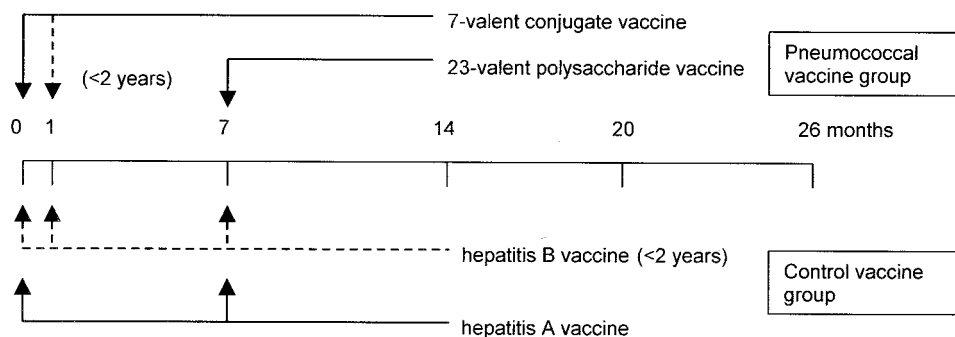 7-valent conjugate vaccine
(<2 years)
23-valent polysaccharide vaccine
Pneumococcal
vaccine group
0 1 7 14 20 26 months
hepatitis B vaccine (<2 years)
hepatitis A vaccine
Control vaccine
group